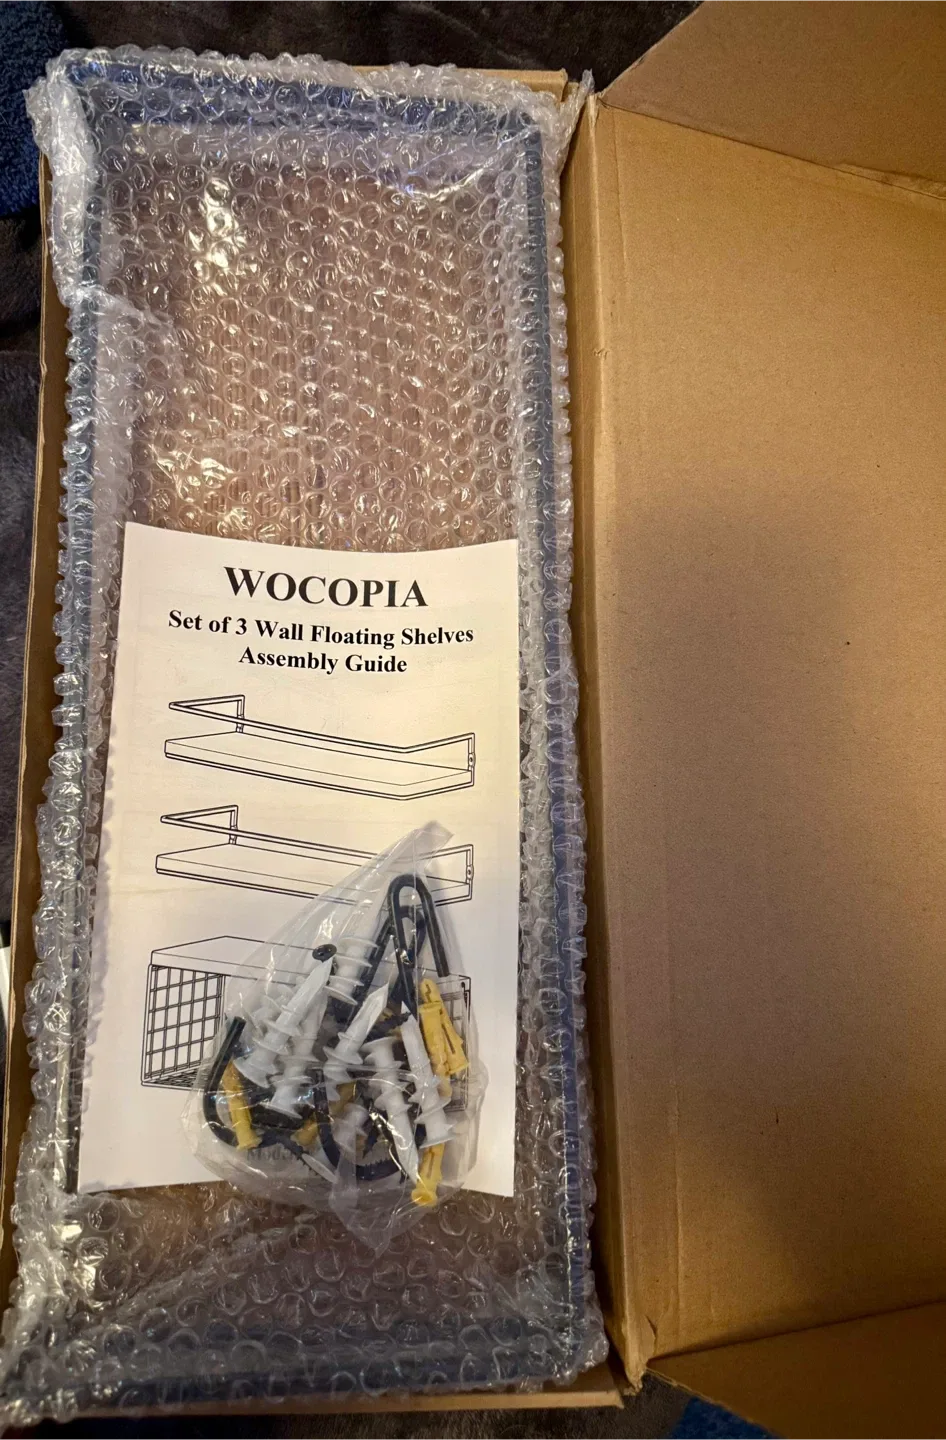 WOCOPIA
Set of 3 Wall Floating Shelves
Assembly Guide